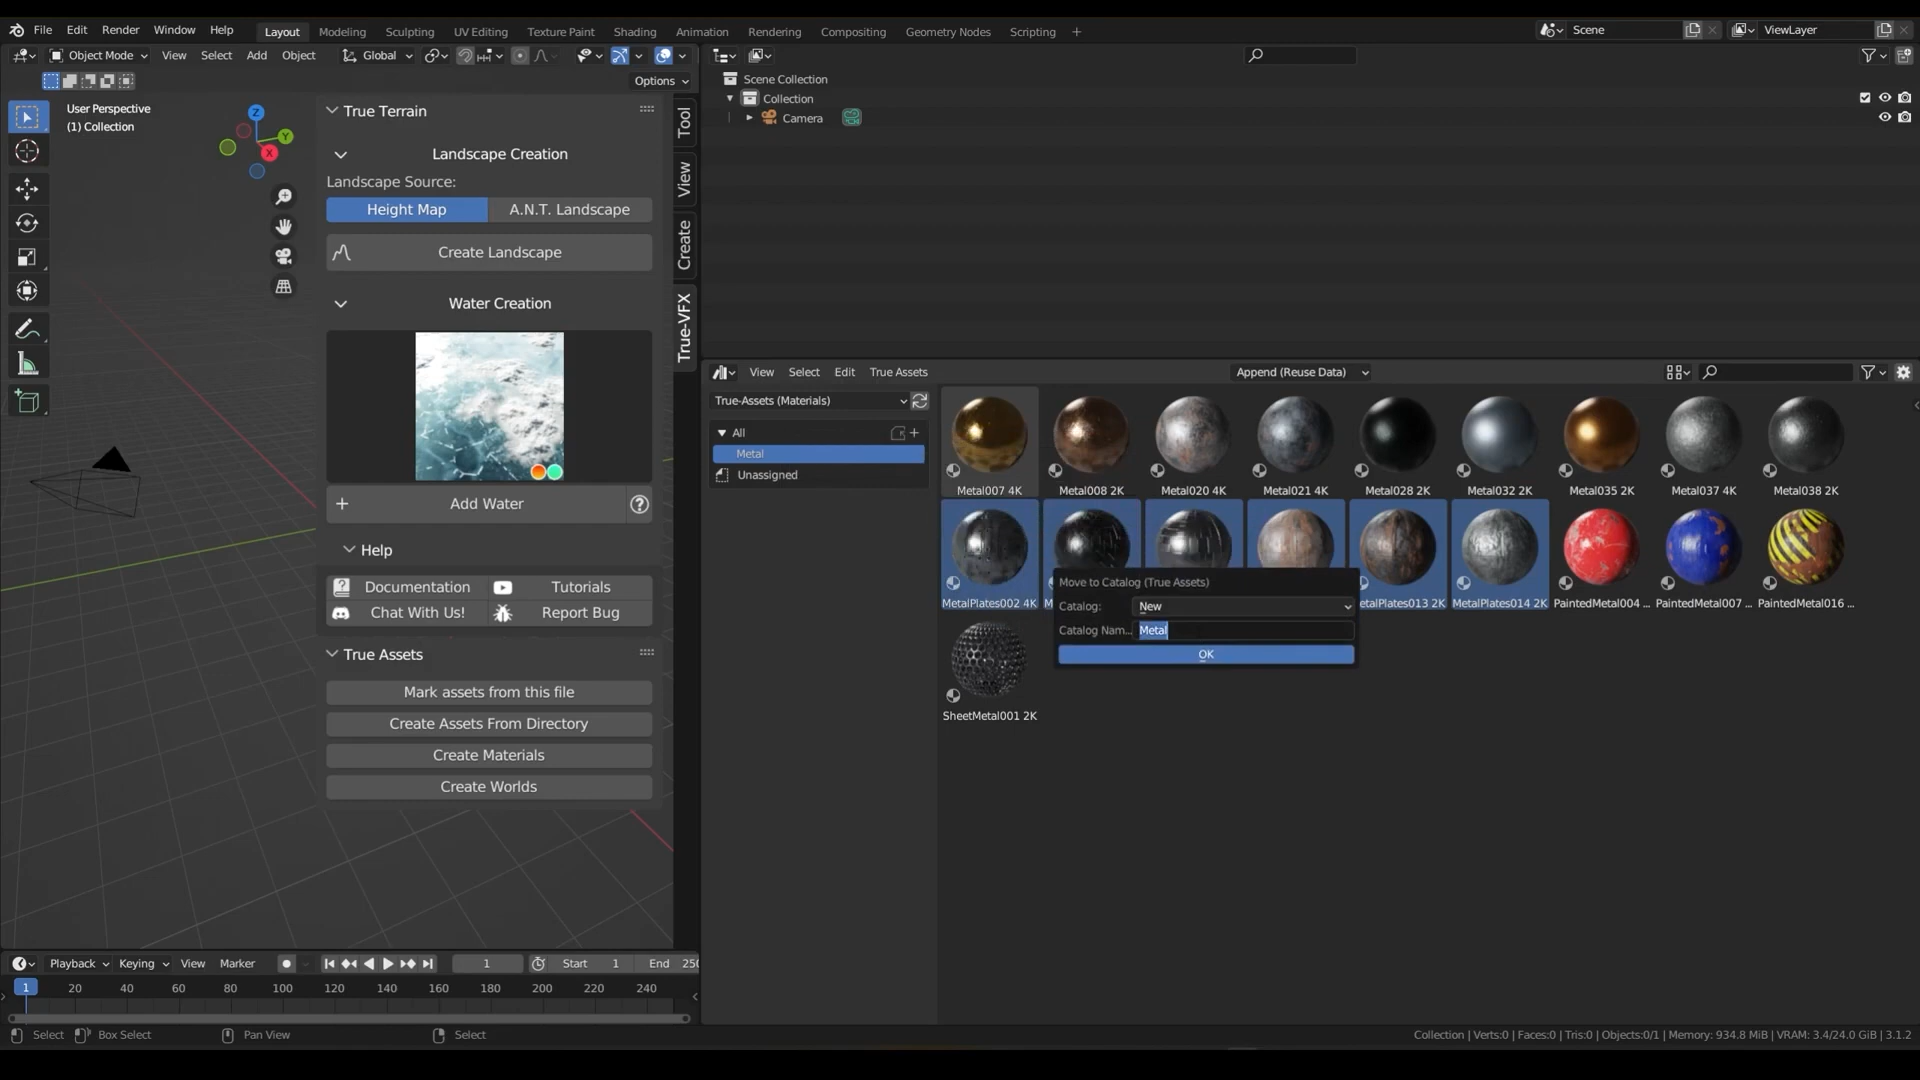 File Edit Render Window Help Layout Modeling Sculpting UV Editing Texture Paint Shading Animation Rendering Compositing Geometry Nodes Scripting + Scene ViewLayer
Object Mode View Select Add Object Global
Options
User Perspective
(1) Collection
Z
Y
X
True Terrain
Landscape Creation
Landscape Source:
Height Map A.N.T. Landscape
Create Landscape
Water Creation
+ Add Water
Help
Documentation Tutorials
Chat With Us! Report Bug
True Assets
Mark assets from this file
Create Assets From Directory
Create Materials
Create Worlds
Tool
View
Create
True-VFX
Scene Collection
Collection
Camera
View Select Edit True Assets Append (Reuse Data)
True-Assets (Materials)
All
Metal
Unassigned
Metal007 4K Metal008 2K Metal020 4K Metal021 4K Metal028 2K Metal032 2K Metal035 2K Metal037 4K Metal038 2K
MetalPlates002 4K M etalPlates013 2K MetalPlates014 2K PaintedMetal004 ... PaintedMetal007 ... PaintedMetal016 ...
SheetMetal001 2K
Move to Catalog (True Assets)
Catalog: New
Catalog Nam... Metal
OK
Playback Keying View Marker 1 Start 1 End 250
1 20 40 60 80 100 120 140 160 180 200 220 240
Select Box Select Pan View Select
Collection | Verts:0 | Faces:0 | Tris:0 | Objects:0/1 | Memory: 934.8 MiB | VRAM: 3.4/24.0 GiB | 3.1.2